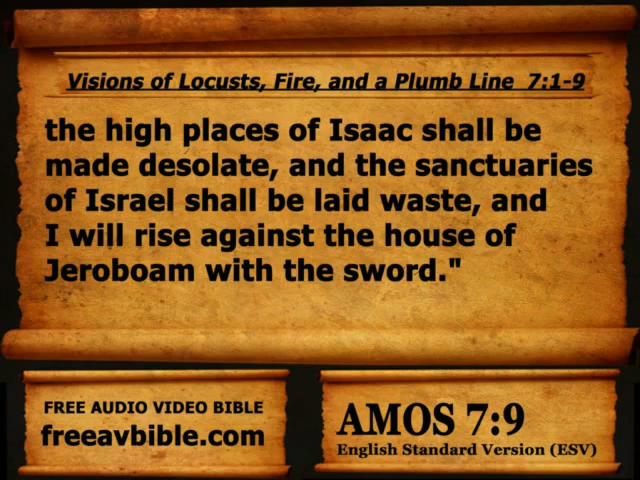 Visions of Locusts, Fire, and a Plumb Line 7:1-9
the high places of Isaac shall be
made desolate, and the sanctuaries
of Israel shall be laid waste, and
I will rise against the house of
Jeroboam with the sword."
FREE AUDIO VIDEO BIBLE
freeavbible.com
AMOS 7:9
English Standard Version (ESV)